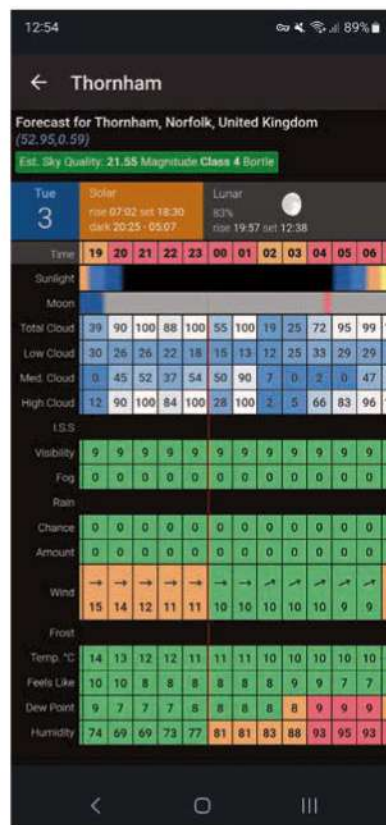 12:54 89%
Thornham
Forecast for Thornham, Norfolk, United Kingdom
(52.95,0.59)
Est. Sky Quality: 21.55 Magnitude Class 4 Bortle
Tue
3
Solar
rise 07:02 set 18:30
dark 20:25 - 05:07
Lunar
83%
rise 19:57 set 12:38
Time 19 20 21 22 23 00 01 02 03 04 05 06
Sunlight
Moon
Total Cloud 39 90 100 88 100 55 100 19 25 72 95 99
Low Cloud 30 26 26 22 18 15 13 12 25 33 29 29
Med. Cloud 0 45 52 37 54 50 90 7 0 2 0 47
High Cloud 12 90 100 84 100 28 100 2 5 66 83 96
I.S.S
Visibility 9 9 9 9 9 9 9 9 9 9 9 9
Fog 0 0 0 0 0 0 0 0 0 0 0 0
Rain
Chance 0 0 0 0 0 0 0 0 0 0 0 0
Amount 0 0 0 0 0 0 0 0 0 0 0 0
Wind → → → → → → → ↗ ↗ ↗ ↗ ↗
15 14 12 11 11 10 10 10 10 10 9 9
Frost
Temp. °C 14 13 12 12 11 11 11 10 10 10 10 10
Feels Like 10 10 8 8 8 8 8 8 9 9 7 7
Dew Point 9 7 7 7 8 8 8 8 8 9 9 9
Humidity 74 69 69 73 77 81 81 83 88 93 95 93